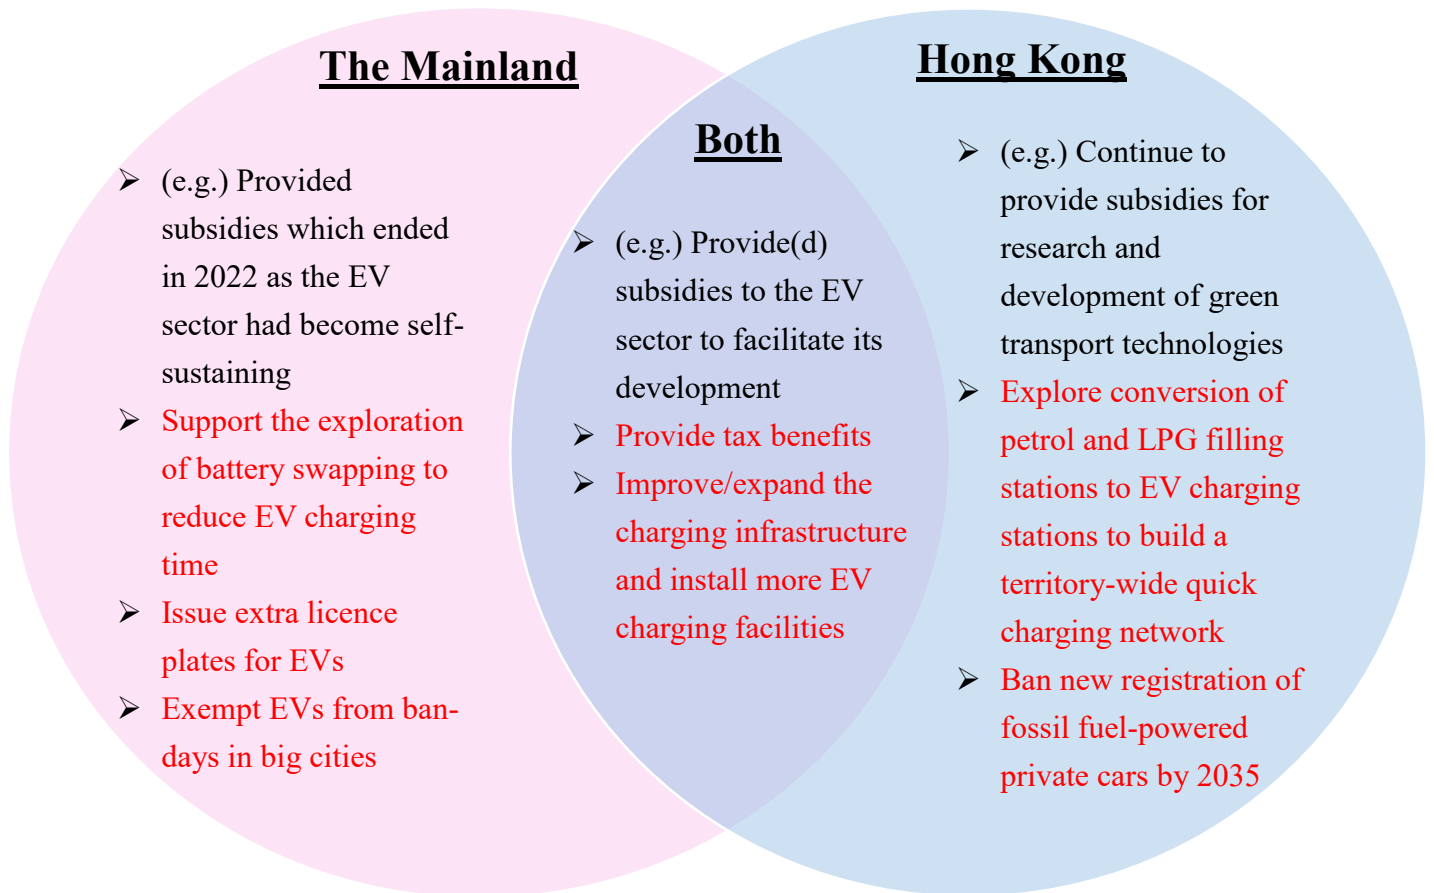 The Mainland
➢ (e.g.) Provided
subsidies which ended
in 2022 as the EV
sector had become self-
sustaining
➢ Support the exploration
of battery swapping to
reduce EV charging
time
➢ Issue extra licence
plates for EVs
➢ Exempt EVs from ban-
days in big cities
Both
➢ (e.g.) Provide(d)
subsidies to the EV
sector to facilitate its
development
➢ Provide tax benefits
➢ Improve/expand the
charging infrastructure
and install more EV
charging facilities
Hong Kong
➢ (e.g.) Continue to
provide subsidies for
research and
development of green
transport technologies
➢ Explore conversion of
petrol and LPG filling
stations to EV charging
stations to build a
territory-wide quick
charging network
➢ Ban new registration of
fossil fuel-powered
private cars by 2035